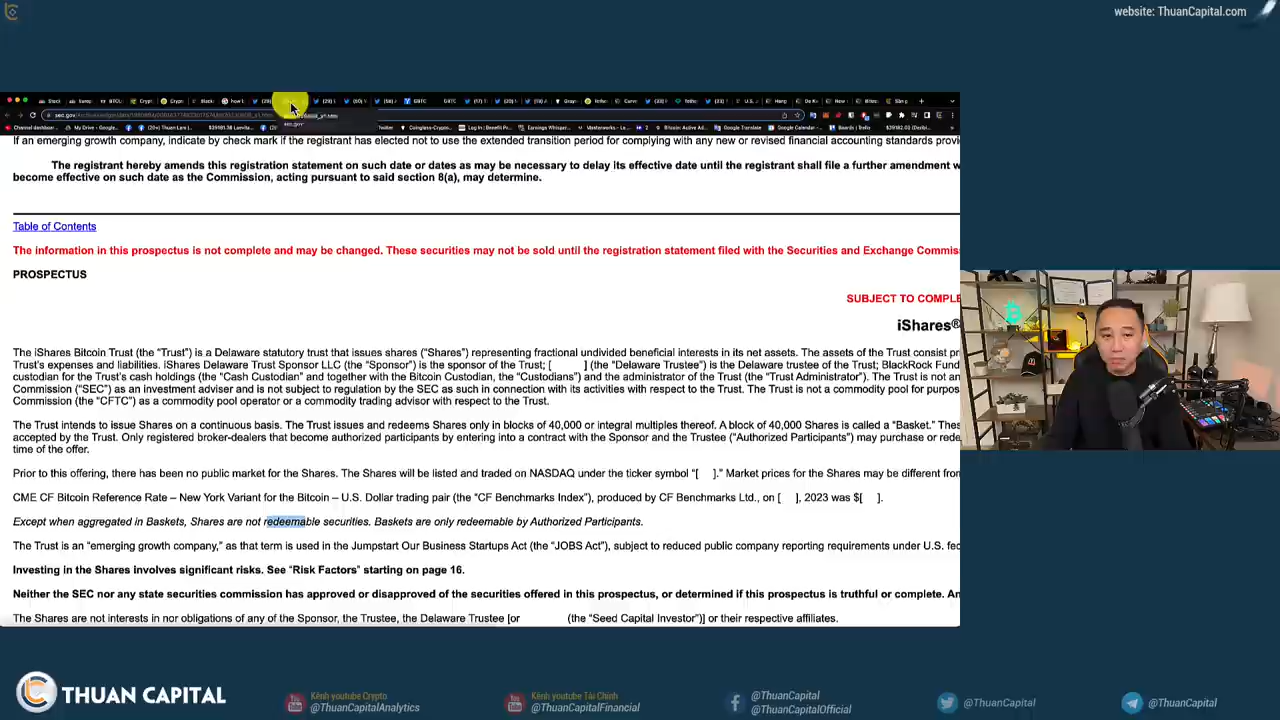 website: ThuanCapital.com
If an emerging growth company, indicate by check mark if the registrant has elected not to use the extended transition period for complying with any new or revised financial accounting standards
The registrant hereby amends this registration statement on such date or dates as may be necessary to delay its effective date until the registrant shall file a further amendment
become effective on such date as the Commission, acting pursuant to said section 8(a), may determine.
Table of Contents
The information in this prospectus is not complete and may be changed. These securities may not be sold until the registration statement filed with the Securities and Exchange
PROSPECTUS
SUBJECT TO
iShares®
The iShares Bitcoin Trust (the “Trust”) is a Delaware statutory trust that issues shares (“Shares”) representing fractional undivided beneficial interests in its net assets. The assets of the Trust consist
Trust’s expenses and liabilities. iShares Delaware Trust Sponsor LLC (the “Sponsor”) is the sponsor of the Trust; [ ] (the “Delaware Trustee”) is the Delaware trustee of the Trust; BlackRock Fund
custodian for the Trust’s cash holdings (the “Cash Custodian” and together with the Bitcoin Custodian, the “Custodians”) and the administrator of the Trust (the “Trust Administrator”). The Trust is not an
Commission (“SEC”) as an investment adviser and is not subject to regulation by the SEC as such in connection with its activities with respect to the Trust. The Trust is not a commodity pool for
Commission (the “CFTC”) as a commodity pool operator or a commodity trading advisor with respect to the Trust.
The Trust intends to issue Shares on a continuous basis. The Trust issues and redeems Shares only in blocks of 40,000 or integral multiples thereof. A block of 40,000 Shares is called a “Basket.”
accepted by the Trust. Only registered broker-dealers that become authorized participants by entering into a contract with the Sponsor and the Trustee (“Authorized Participants”) may purchase or
time of the offer.
Prior to this offering, there has been no public market for the Shares. The Shares will be listed and traded on NASDAQ under the ticker symbol “[ ].” Market prices for the Shares may be different
CME CF Bitcoin Reference Rate – New York Variant for the Bitcoin – U.S. Dollar trading pair (the “CF Benchmarks Index”), produced by CF Benchmarks Ltd., on [ ], 2023 was $[ ].
Except when aggregated in Baskets, Shares are not redeemable securities. Baskets are only redeemable by Authorized Participants.
The Trust is an “emerging growth company,” as that term is used in the Jumpstart Our Business Startups Act (the “JOBS Act”), subject to reduced public company reporting requirements under U.S.
Investing in the Shares involves significant risks. See “Risk Factors” starting on page 16.
Neither the SEC nor any state securities commission has approved or disapproved of the securities offered in this prospectus, or determined if this prospectus is truthful or complete.
The Shares are not interests in nor obligations of any of the Sponsor, the Trustee, the Delaware Trustee [or (the “Seed Capital Investor”)] or their respective affiliates.
THUAN CAPITAL
Kênh youtube Crypto
@ThuanCapitalAnalytics
Kênh youtube Tài Chính
@ThuanCapitalFinancial
@ThuanCapital
@ThuanCapitalOfficial
@ThuanCapital
@ThuanCapital